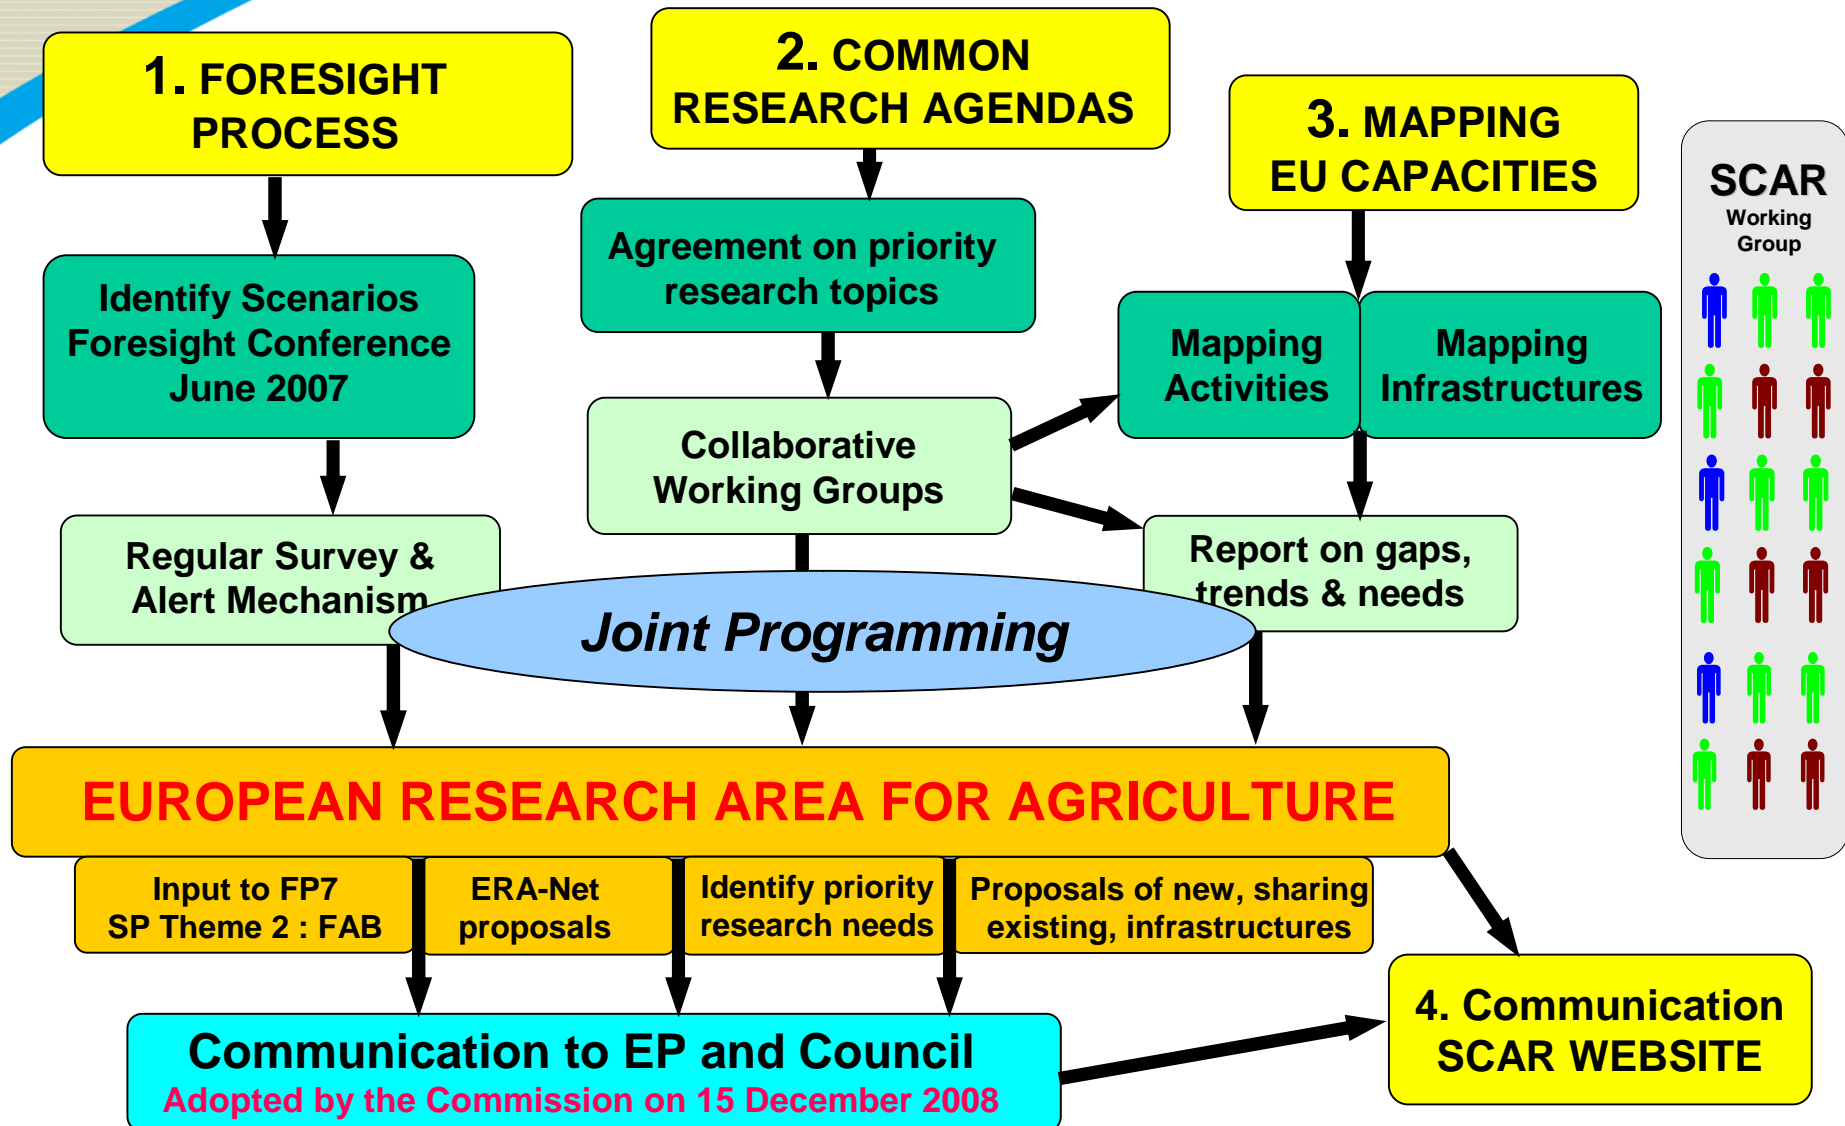 1. FORESIGHT
PROCESS
2. COMMON
RESEARCH AGENDAS
3. MAPPING
EU CAPACITIES
SCAR
Working
Group
Identify Scenarios
Foresight Conference
June 2007
Agreement on priority
research topics
Mapping
Activities
Mapping
Infrastructures
Collaborative
Working Groups
Regular Survey &
Alert Mechanism
Report on gaps,
trends & needs
Joint Programming
EUROPEAN RESEARCH AREA FOR AGRICULTURE
Input to FP7
SP Theme 2 : FAB
ERA-Net
proposals
Identify priority
research needs
Proposals of new, sharing
existing, infrastructures
4. Communication
SCAR WEBSITE
Communication to EP and Council
Adopted by the Commission on 15 December 2008